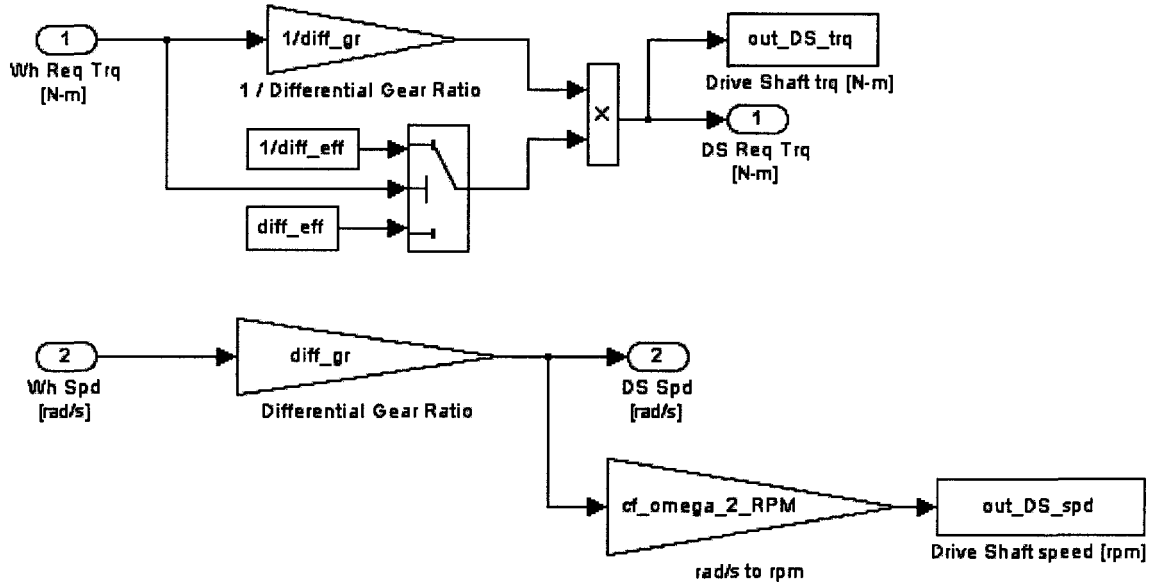 1
Wh Req Trq
[N-m]
1/diff_gr
1 / Differential Gear Ratio
1/diff_eff
diff_eff
X
out_DS_trq
Drive Shaft trq [N-m]
1
DS Req Trq
[N-m]
2
Wh Spd
[rad/s]
diff_gr
Differential Gear Ratio
2
DS Spd
[rad/s]
cf_omega_2_RPM
rad/s to rpm
out_DS_spd
Drive Shaft speed [rpm]